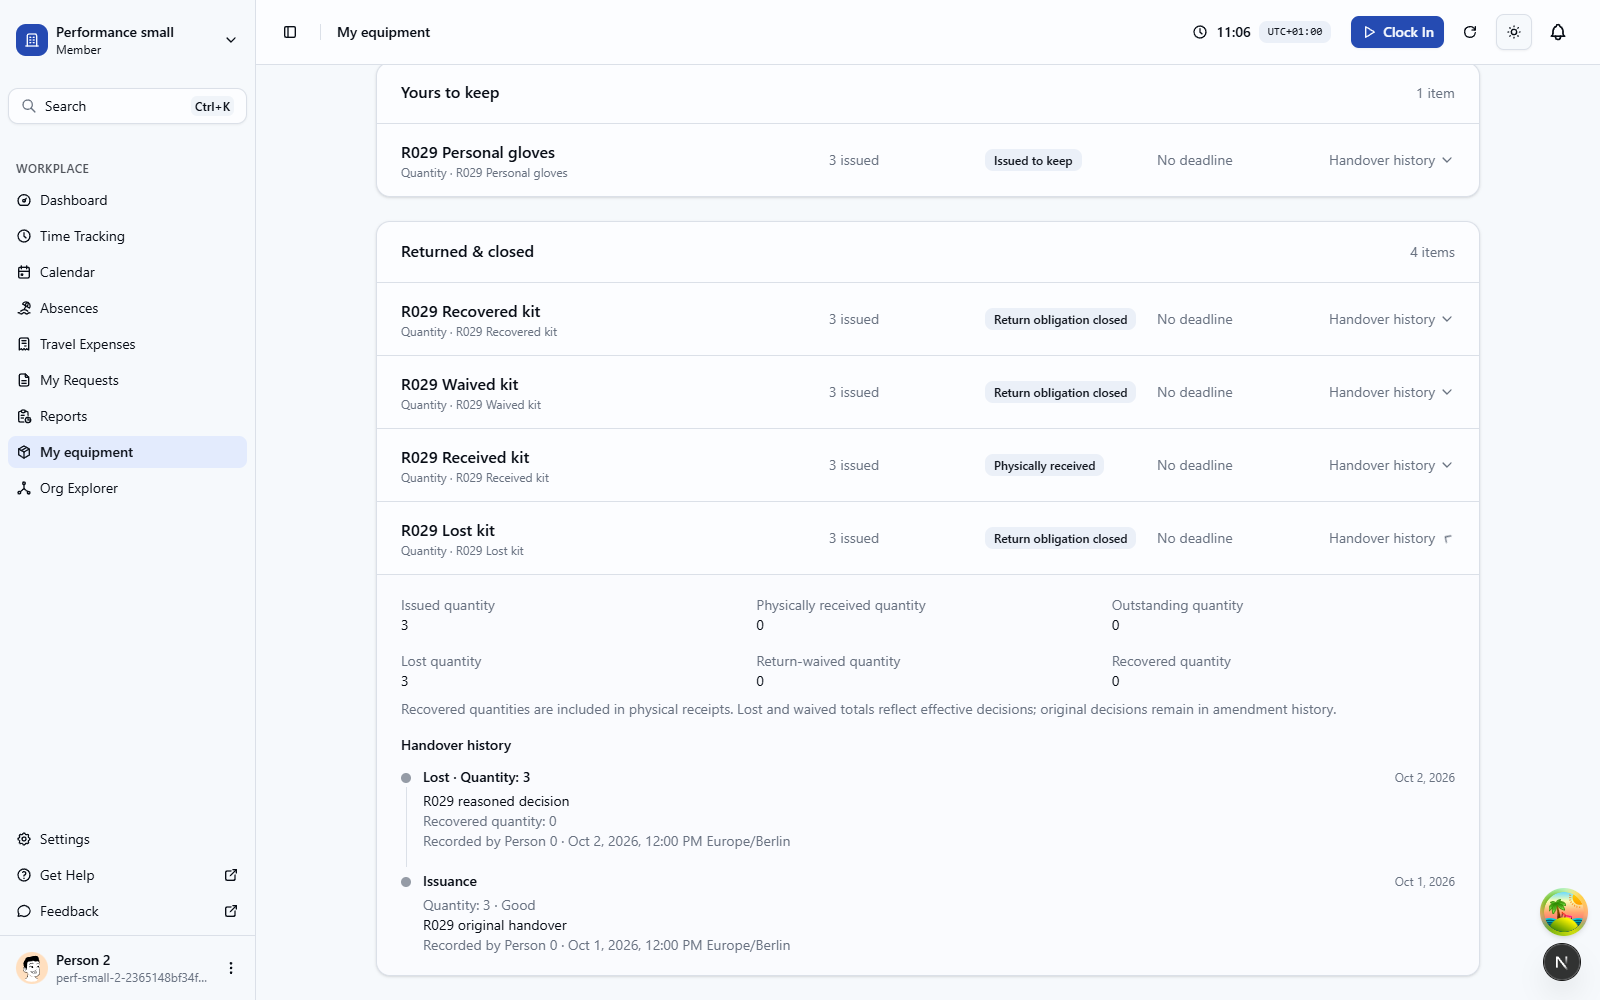 Performance small
Member
Search
Ctrl+K
WORKPLACE
Dashboard
Time Tracking
Calendar
Absences
Travel Expenses
My Requests
Reports
My equipment
Org Explorer
Settings
Get Help
Feedback
Person 2
perf-small-2-2365148bf34f...
My equipment
11:06
UTC+01:00
Clock In
Yours to keep
1 item
R029 Personal gloves
Quantity · R029 Personal gloves
3 issued
Issued to keep
No deadline
Handover history
Returned & closed
4 items
R029 Recovered kit
Quantity · R029 Recovered kit
3 issued
Return obligation closed
No deadline
Handover history
R029 Waived kit
Quantity · R029 Waived kit
3 issued
Return obligation closed
No deadline
Handover history
R029 Received kit
Quantity · R029 Received kit
3 issued
Physically received
No deadline
Handover history
R029 Lost kit
Quantity · R029 Lost kit
3 issued
Return obligation closed
No deadline
Handover history
Issued quantity
3
Physically received quantity
0
Outstanding quantity
0
Lost quantity
3
Return-waived quantity
0
Recovered quantity
0
Recovered quantities are included in physical receipts. Lost and waived totals reflect effective decisions; original decisions remain in amendment history.
Handover history
Lost · Quantity: 3
Oct 2, 2026
R029 reasoned decision
Recovered quantity: 0
Recorded by Person 0 · Oct 2, 2026, 12:00 PM Europe/Berlin
Issuance
Oct 1, 2026
Quantity: 3 · Good
R029 original handover
Recorded by Person 0 · Oct 1, 2026, 12:00 PM Europe/Berlin
N